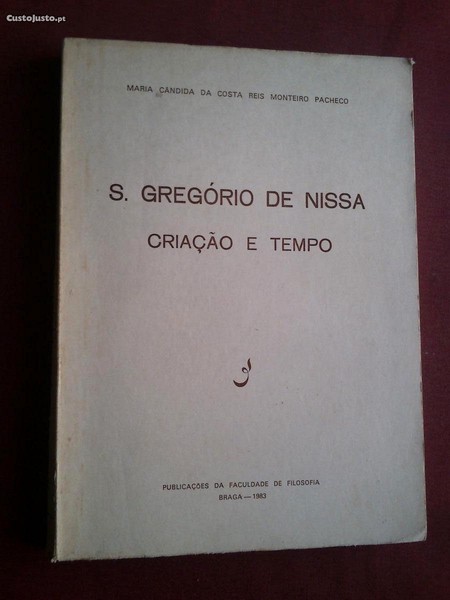 CustoJusto.pt
MARIA CÂNDIDA DA COSTA REIS MONTEIRO PACHECO
S. GREGÓRIO DE NISSA
CRIAÇÃO E TEMPO
PUBLICAÇÕES DA FACULDADE DE FILOSOFIA
BRAGA — 1983